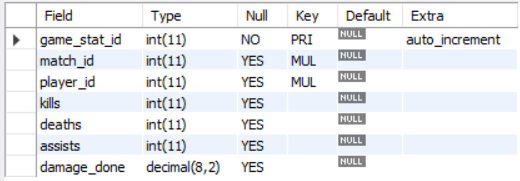 Field Type Null Key Default Extra
game_stat_id int(11) NO PRI NULL auto_increment
match_id int(11) YES MUL NULL
player_id int(11) YES MUL NULL
kills int(11) YES NULL
deaths int(11) YES NULL
assists int(11) YES NULL
damage_done decimal(8,2) YES NULL